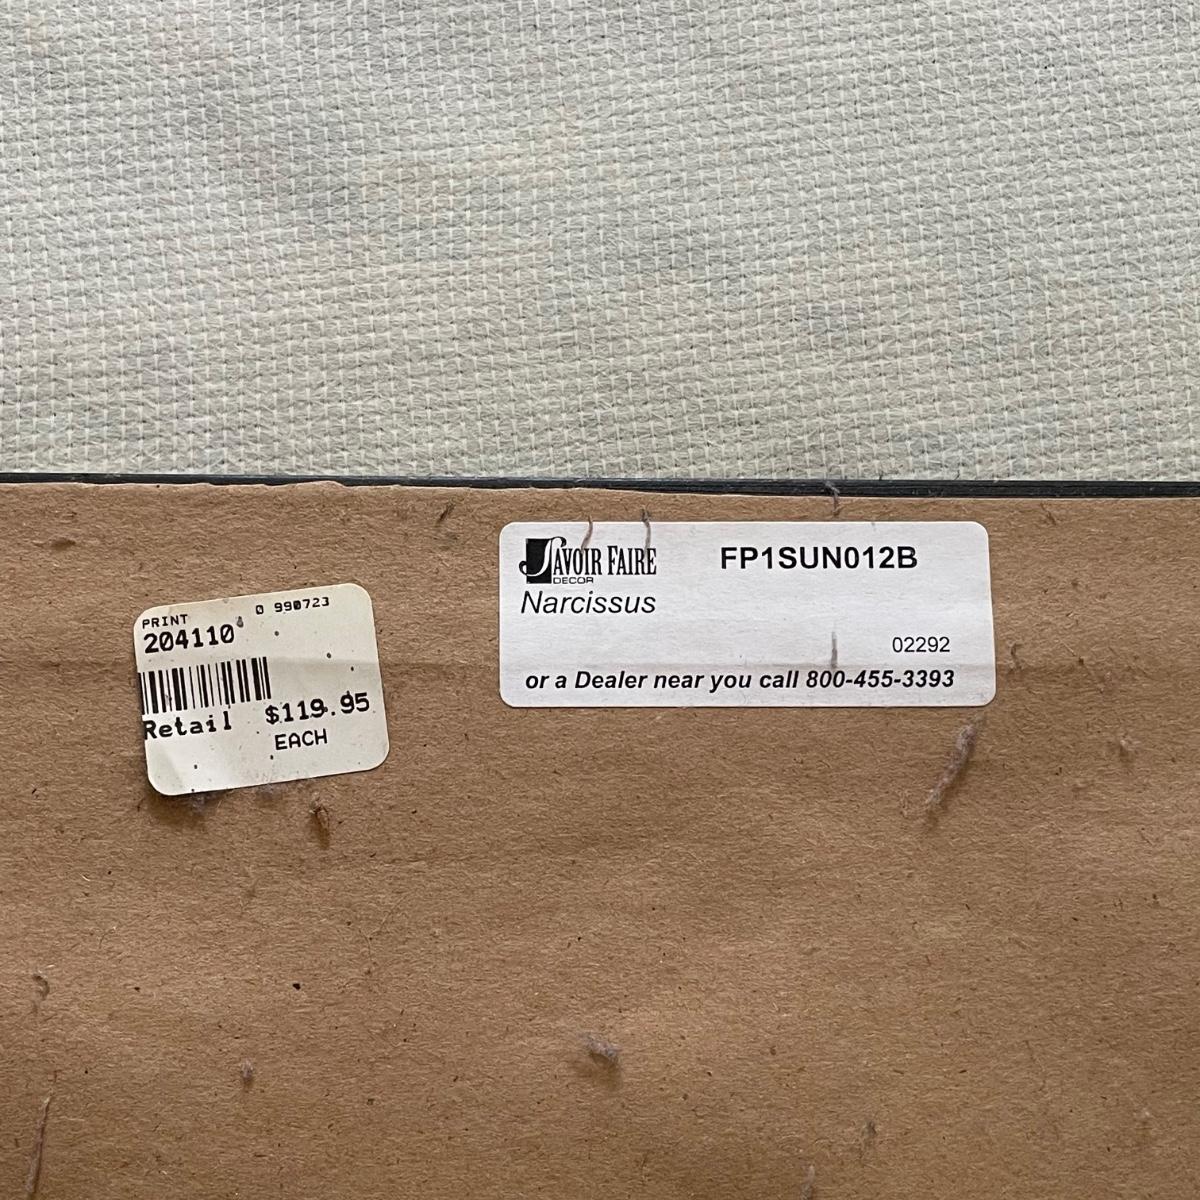 PRINT 0 990723
204110
Retail $119.95
EACH
SAVOIR FAIRE
DECOR
FP1SUN012B
Narcissus
02292
or a Dealer near you call 800-455-3393